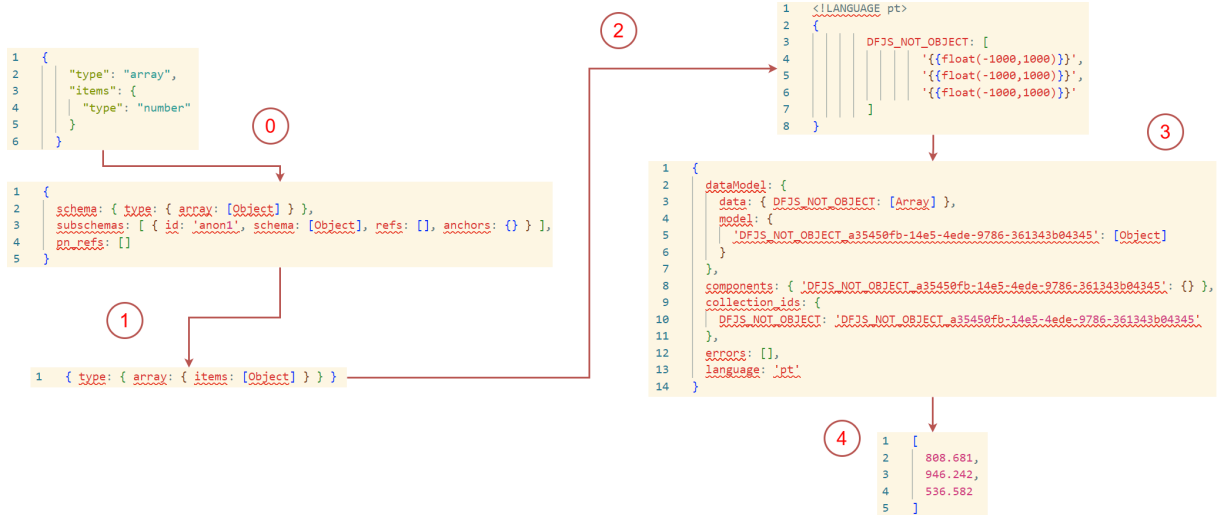 1 {
2 "type": "array",
3 "items": {
4 "type": "number"
5 }
6 }
0
1 {
2 schema: { type: { array: [Object] } },
3 subschemas: [ { id: 'anon1', schema: [Object], refs: [], anchors: {} } ],
4 pn_refs: []
5 }
1
1 { type: { array: { items: [Object] } } }
2
1 <!LANGUAGE pt>
2 {
3 DFJS_NOT_OBJECT: [
4 '{{float(-1000,1000)}}',
5 '{{float(-1000,1000)}}',
6 '{{float(-1000,1000)}}'
7 ]
8 }
3
1 {
2 dataModel: {
3 data: { DFJS_NOT_OBJECT: [Array] },
4 model: {
5 'DFJS_NOT_OBJECT_a35450fb-14e5-4ede-9786-361343b04345': [Object]
6 }
7 },
8 components: { 'DFJS_NOT_OBJECT_a35450fb-14e5-4ede-9786-361343b04345': {} },
9 collection_ids: {
10 DFJS_NOT_OBJECT: 'DFJS_NOT_OBJECT_a35450fb-14e5-4ede-9786-361343b04345'
11 },
12 errors: [],
13 language: 'pt'
14 }
4
1 [
2 808.681,
3 946.242,
4 536.582
5 ]